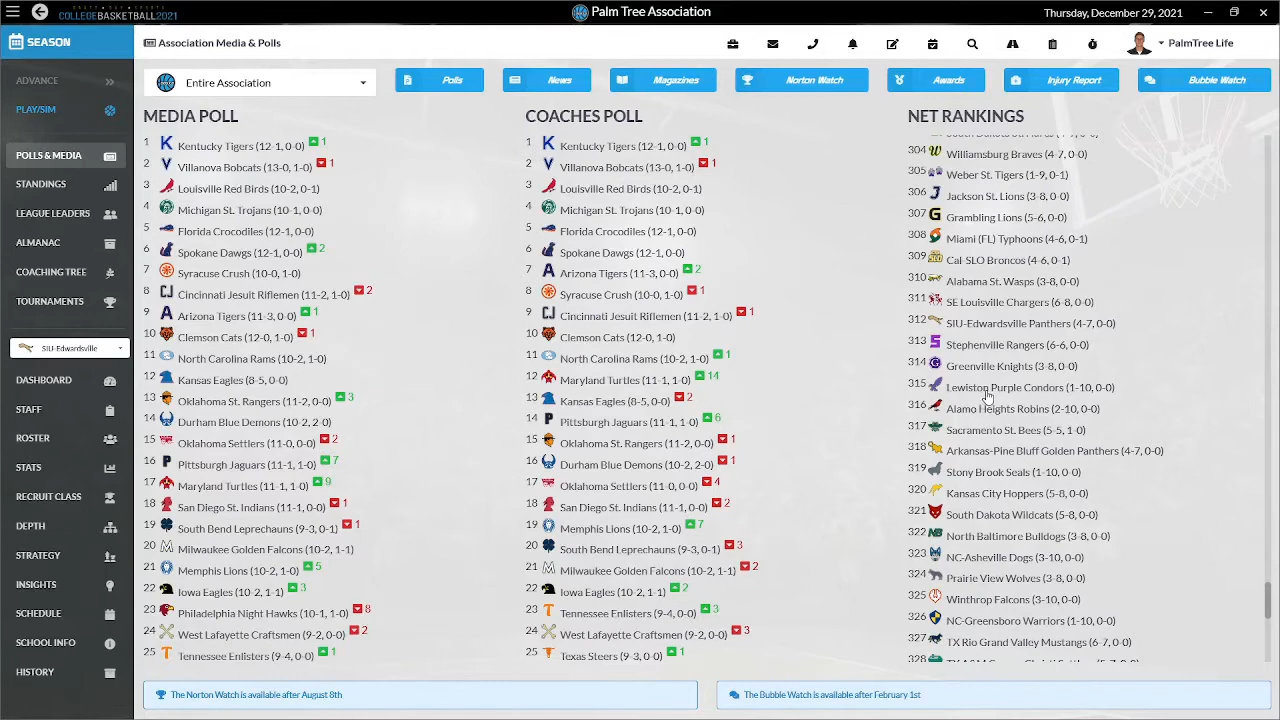 DRAFT DAY SPORTS
COLLEGE BASKETBALL 2021
Palm Tree Association
Thursday, December 29, 2021
SEASON
Association Media & Polls
PalmTree Life
ADVANCE
PLAY/SIM
POLLS & MEDIA
STANDINGS
LEAGUE LEADERS
ALMANAC
COACHING TREE
TOURNAMENTS
SIU-Edwardsville
DASHBOARD
STAFF
ROSTER
STATS
RECRUIT CLASS
DEPTH
STRATEGY
INSIGHTS
SCHEDULE
SCHOOL INFO
HISTORY
Entire Association
Polls
News
Magazines
Norton Watch
Awards
Injury Report
Bubble Watch
MEDIA POLL
1 Kentucky Tigers (12-1, 0-0) 1
2 Villanova Bobcats (13-0, 1-0) 1
3 Louisville Red Birds (10-2, 0-1)
4 Michigan St. Trojans (10-1, 0-0)
5 Florida Crocodiles (12-1, 0-0)
6 Spokane Dawgs (12-1, 0-0) 2
7 Syracuse Crush (10-0, 1-0)
8 Cincinnati Jesuit Riflemen (11-2, 1-0) 2
9 Arizona Tigers (11-3, 0-0) 1
10 Clemson Cats (12-0, 1-0) 1
11 North Carolina Rams (10-2, 1-0)
12 Kansas Eagles (8-5, 0-0)
13 Oklahoma St. Rangers (11-2, 0-0) 3
14 Durham Blue Demons (10-2, 2-0)
15 Oklahoma Settlers (11-0, 0-0) 2
16 Pittsburgh Jaguars (11-1, 1-0) 7
17 Maryland Turtles (11-1, 1-0) 9
18 San Diego St. Indians (11-1, 0-0) 1
19 South Bend Leprechauns (9-3, 0-1) 1
20 Milwaukee Golden Falcons (10-2, 1-1)
21 Memphis Lions (10-2, 1-0) 5
22 Iowa Eagles (10-2, 1-1) 3
23 Philadelphia Night Hawks (10-1, 1-0) 8
24 West Lafayette Craftsmen (9-2, 0-0) 2
25 Tennessee Enlisters (9-4, 0-0) 1
COACHES POLL
1 Kentucky Tigers (12-1, 0-0) 1
2 Villanova Bobcats (13-0, 1-0) 1
3 Louisville Red Birds (10-2, 0-1)
4 Michigan St. Trojans (10-1, 0-0)
5 Florida Crocodiles (12-1, 0-0)
6 Spokane Dawgs (12-1, 0-0)
7 Arizona Tigers (11-3, 0-0) 2
8 Syracuse Crush (10-0, 1-0) 1
9 Cincinnati Jesuit Riflemen (11-2, 1-0) 1
10 Clemson Cats (12-0, 1-0)
11 North Carolina Rams (10-2, 1-0) 1
12 Maryland Turtles (11-1, 1-0) 14
13 Kansas Eagles (8-5, 0-0) 2
14 Pittsburgh Jaguars (11-1, 1-0) 6
15 Oklahoma St. Rangers (11-2, 0-0) 1
16 Durham Blue Demons (10-2, 2-0) 1
17 Oklahoma Settlers (11-0, 0-0) 4
18 San Diego St. Indians (11-1, 0-0) 2
19 Memphis Lions (10-2, 1-0) 7
20 South Bend Leprechauns (9-3, 0-1) 3
21 Milwaukee Golden Falcons (10-2, 1-1) 2
22 Iowa Eagles (10-2, 1-1) 2
23 Tennessee Enlisters (9-4, 0-0) 3
24 West Lafayette Craftsmen (9-2, 0-0) 3
25 Texas Steers (9-3, 0-0) 1
NET RANKINGS
304 Williamsburg Braves (4-7, 0-0)
305 Weber St. Tigers (1-9, 0-1)
306 Jackson St. Lions (3-8, 0-0)
307 Grambling Lions (5-6, 0-0)
308 Miami (FL) Typhoons (4-6, 0-1)
309 Cal-SLO Broncos (4-6, 0-1)
310 Alabama St. Wasps (3-8, 0-0)
311 SE Louisville Chargers (6-8, 0-0)
312 SIU-Edwardsville Panthers (4-7, 0-0)
313 Stephenville Rangers (6-6, 0-0)
314 Greenville Knights (3-8, 0-0)
315 Lewiston Purple Condors (1-10, 0-0)
316 Alamo Heights Robins (2-10, 0-0)
317 Sacramento St. Bees (5-5, 1-0)
318 Arkansas-Pine Bluff Golden Panthers (4-7, 0-0)
319 Stony Brook Seals (1-10, 0-0)
320 Kansas City Hoppers (5-8, 0-0)
321 South Dakota Wildcats (5-8, 0-0)
322 North Baltimore Bulldogs (3-8, 0-0)
323 NC-Asheville Dogs (3-10, 0-0)
324 Prairie View Wolves (3-8, 0-0)
325 Winthrop Falcons (3-10, 0-0)
326 NC-Greensboro Warriors (1-10, 0-0)
327 TX Rio Grand Valley Mustangs (6-7, 0-0)
328
The Norton Watch is available after August 8th
The Bubble Watch is available after February 1st